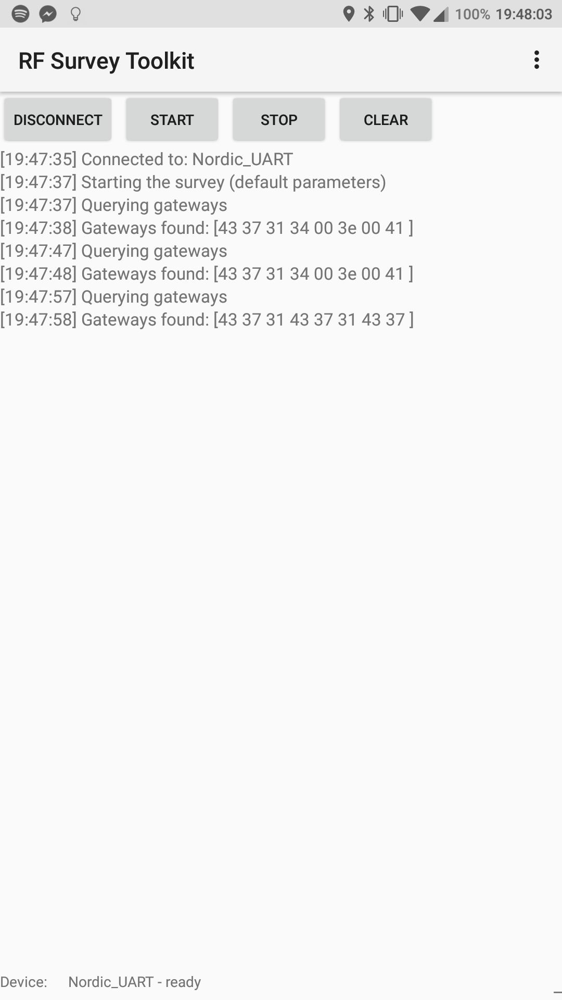 100% 19:48:03
RF Survey Toolkit
DISCONNECT START STOP CLEAR
[19:47:35] Connected to: Nordic_UART
[19:47:37] Starting the survey (default parameters)
[19:47:37] Querying gateways
[19:47:38] Gateways found: [43 37 31 34 00 3e 00 41 ]
[19:47:47] Querying gateways
[19:47:48] Gateways found: [43 37 31 34 00 3e 00 41 ]
[19:47:57] Querying gateways
[19:47:58] Gateways found: [43 37 31 43 37 31 43 37 ]
Device: Nordic_UART - ready